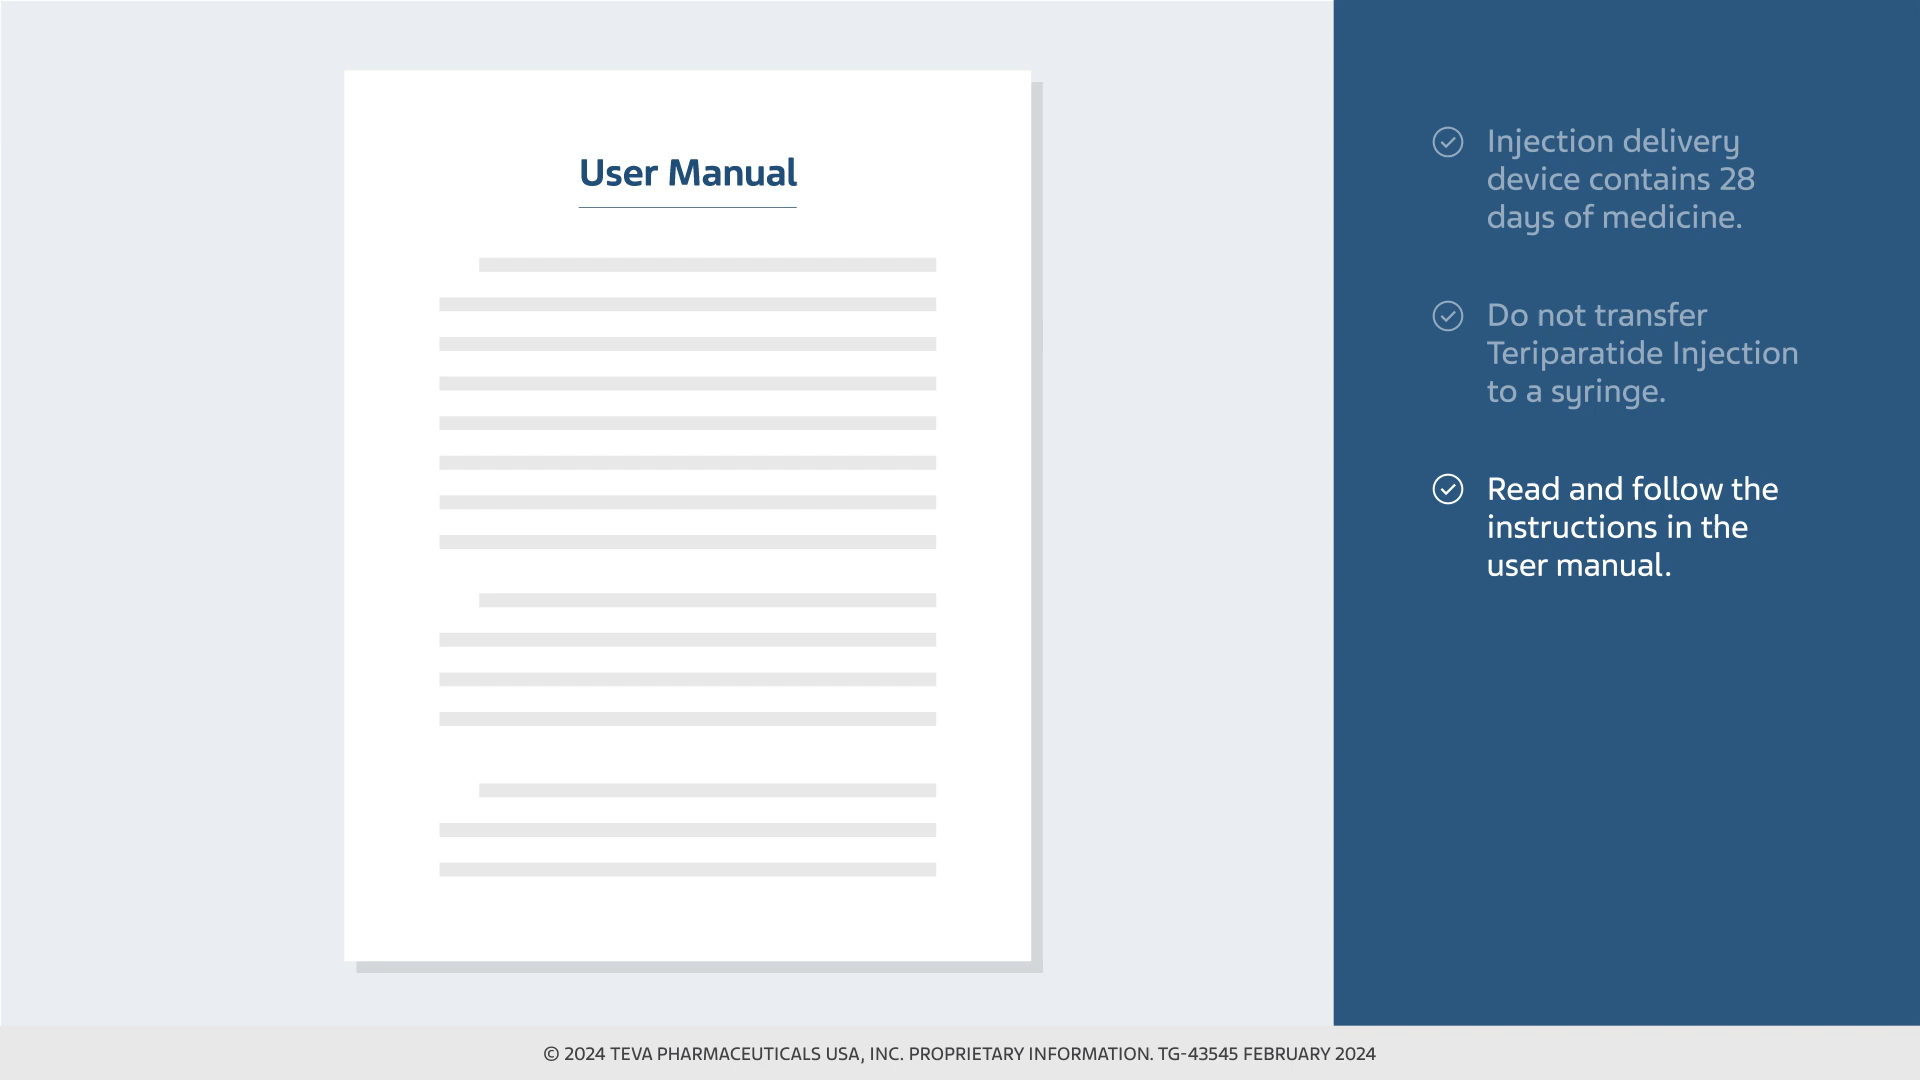 User Manual
Injection delivery
device contains 28
days of medicine.
Do not transfer
Teriparatide Injection
to a syringe.
Read and follow the
instructions in the
user manual.
© 2024 TEVA PHARMACEUTICALS USA, INC. PROPRIETARY INFORMATION. TG-43545 FEBRUARY 2024